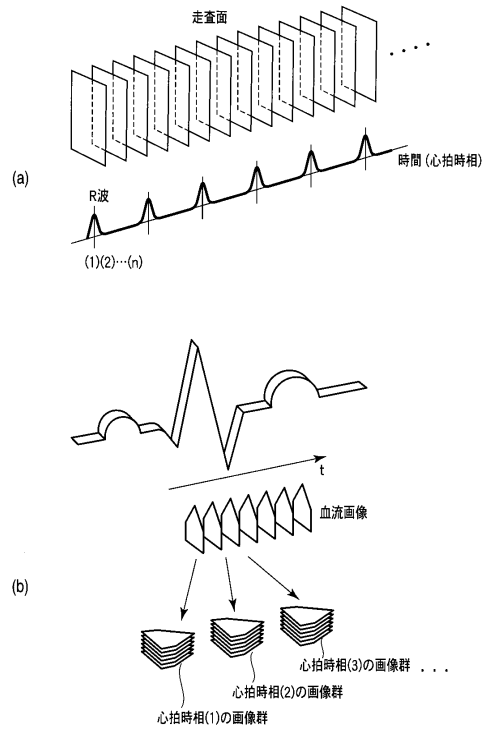 走査面
・・・・
(a)
時間(心拍時相)
R波
(1)(2)…(n)
t
血流画像
(b)
心拍時相(3)の画像群 ・・・
心拍時相(2)の画像群
心拍時相(1)の画像群